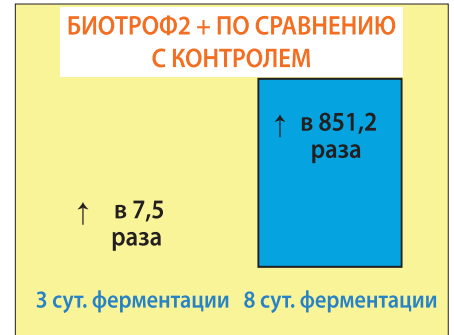 БИОТРОФ2 + ПО СРАВНЕНИЮ
С КОНТРОЛЕМ
↑ в 851,2
раза
↑ в 7,5
раза
3 сут. ферментации 8 сут. ферментации